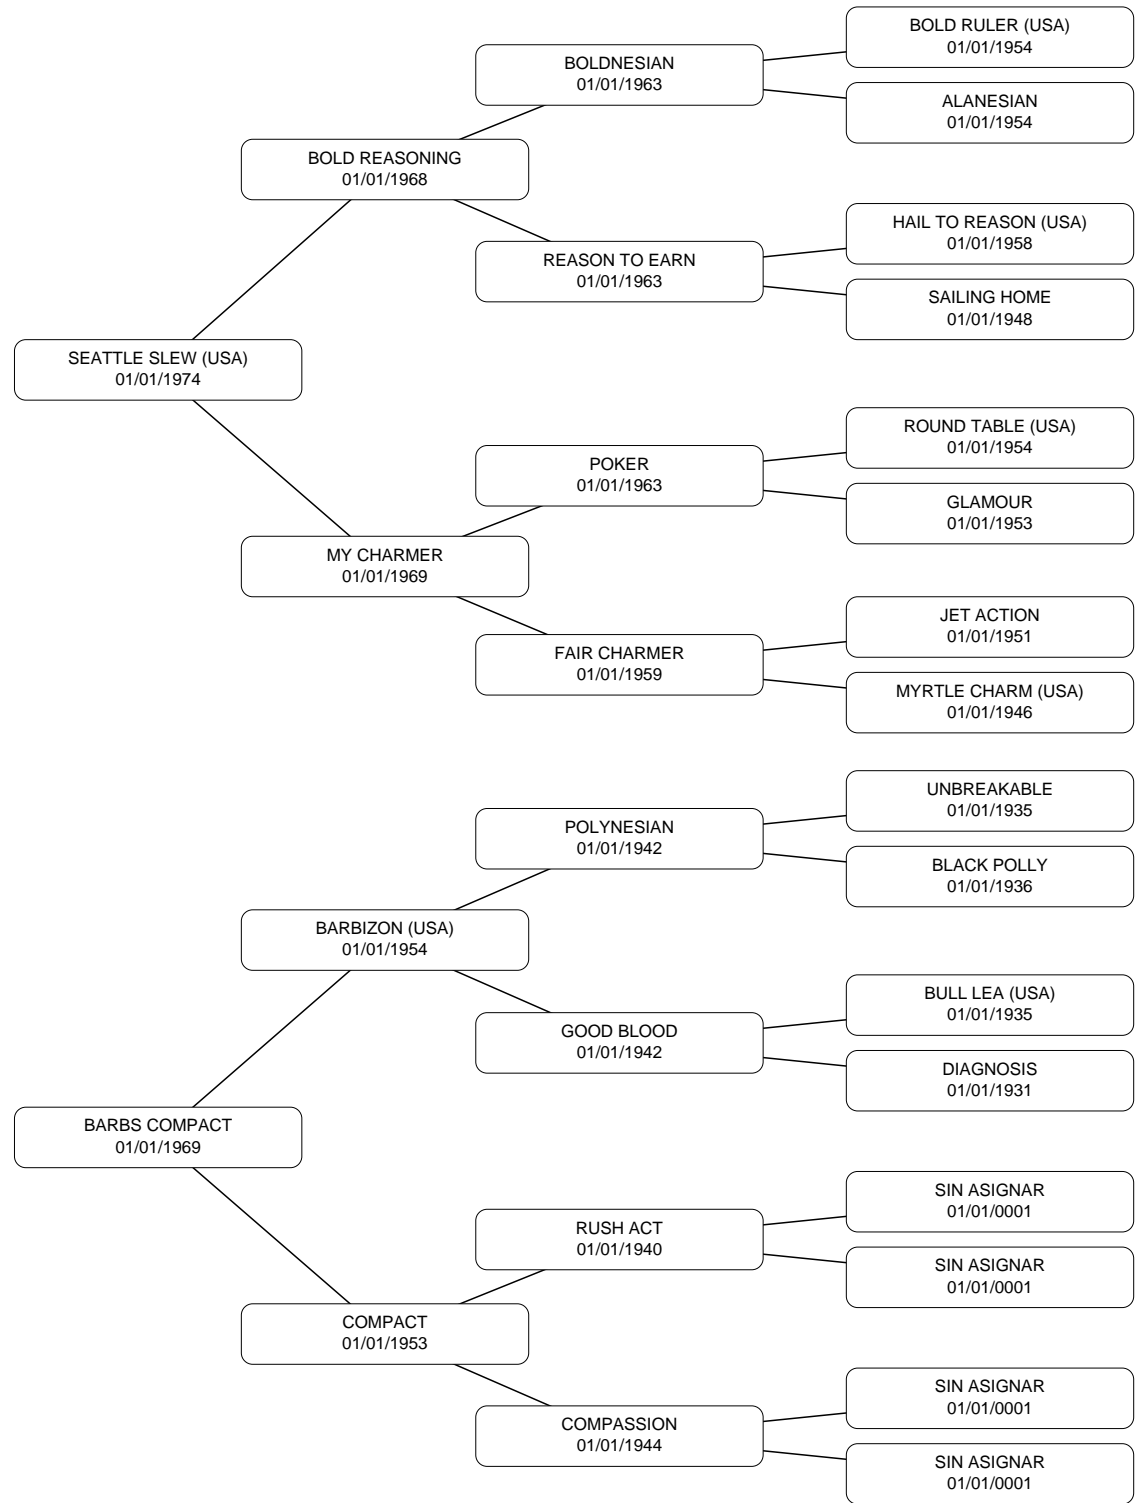 BOLD RULER (USA)
01/01/1954
BOLDNESIAN
01/01/1963
ALANESIAN
01/01/1954
BOLD REASONING
01/01/1968
HAIL TO REASON (USA)
01/01/1958
REASON TO EARN
01/01/1963
SAILING HOME
01/01/1948
SEATTLE SLEW (USA)
01/01/1974
ROUND TABLE (USA)
01/01/1954
POKER
01/01/1963
GLAMOUR
01/01/1953
MY CHARMER
01/01/1969
JET ACTION
01/01/1951
FAIR CHARMER
01/01/1959
MYRTLE CHARM (USA)
01/01/1946
UNBREAKABLE
01/01/1935
POLYNESIAN
01/01/1942
BLACK POLLY
01/01/1936
BARBIZON (USA)
01/01/1954
BULL LEA (USA)
01/01/1935
GOOD BLOOD
01/01/1942
DIAGNOSIS
01/01/1931
BARBS COMPACT
01/01/1969
SIN ASIGNAR
01/01/0001
RUSH ACT
01/01/1940
SIN ASIGNAR
01/01/0001
COMPACT
01/01/1953
SIN ASIGNAR
01/01/0001
COMPASSION
01/01/1944
SIN ASIGNAR
01/01/0001